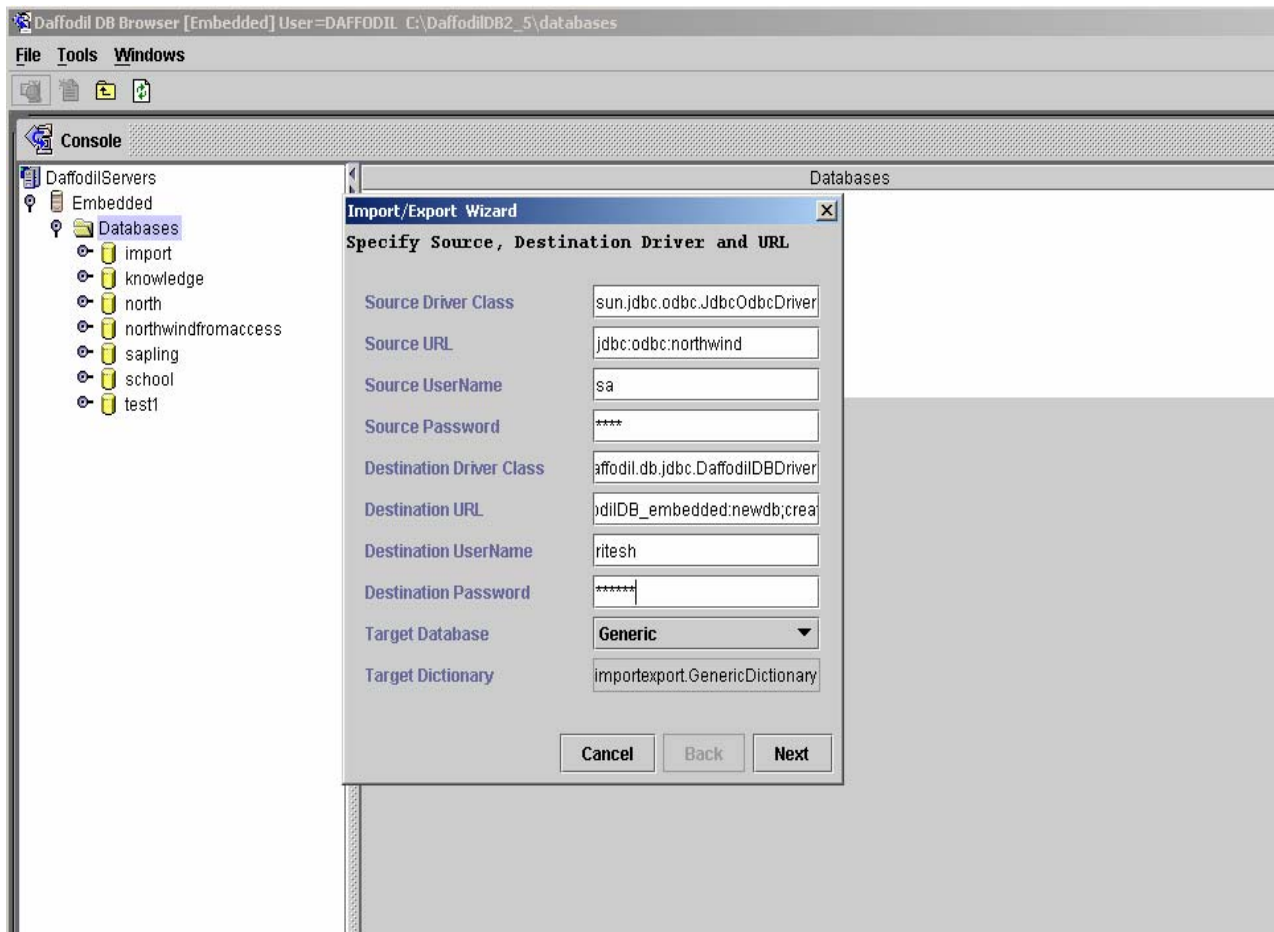 Daffodil DB Browser [Embedded] User=DAFFODIL C:\DaffodilDB2_5\databases
File Tools Windows
Console
DaffodilServers
Embedded
Databases
import
knowledge
north
northwindfromaccess
sapling
school
test1
Databases
Import/Export Wizard
Specify Source, Destination Driver and URL
Source Driver Class sun.jdbc.odbc.JdbcOdbcDriver
Source URL jdbc:odbc:northwind
Source UserName sa
Source Password ****
Destination Driver Class affodil.db.jdbc.DaffodilDBDriver
Destination URL odilDB_embedded:newdb;crea
Destination UserName ritesh
Destination Password ******
Target Database Generic
Target Dictionary importexport.GenericDictionary
Cancel Back Next